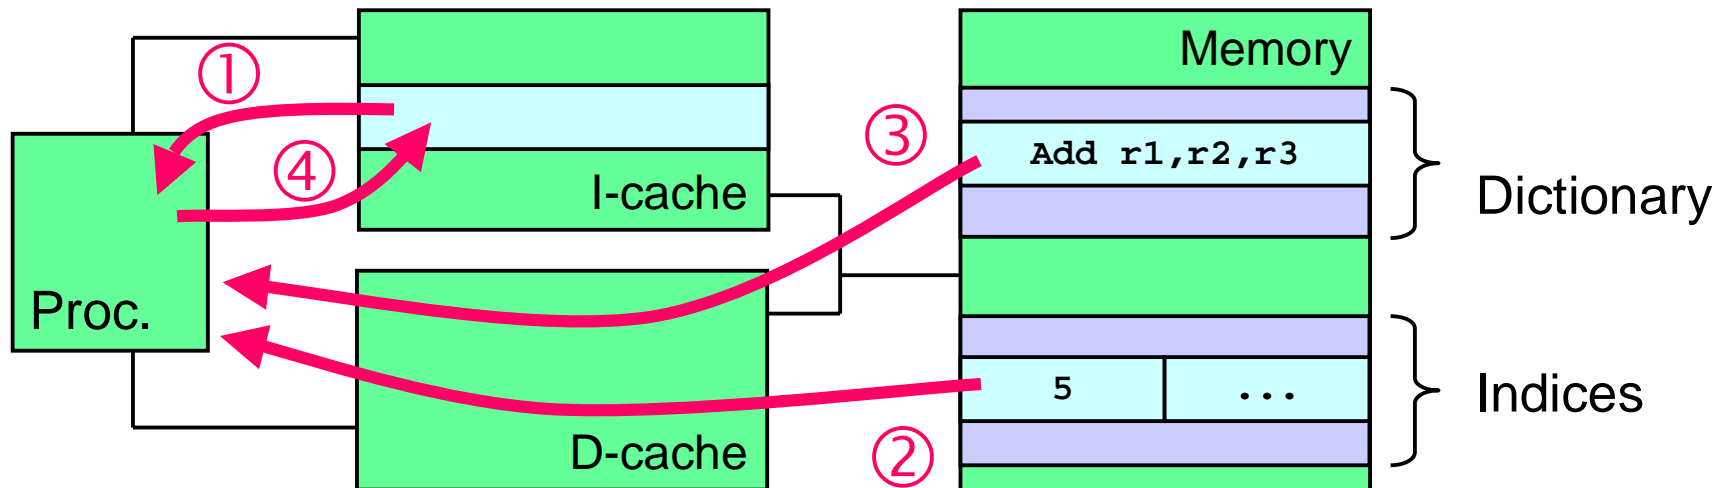 Memory
①
③
Add r1,r2,r3
④
I-cache
Dictionary
Proc.
5 ...
Indices
D-cache
②